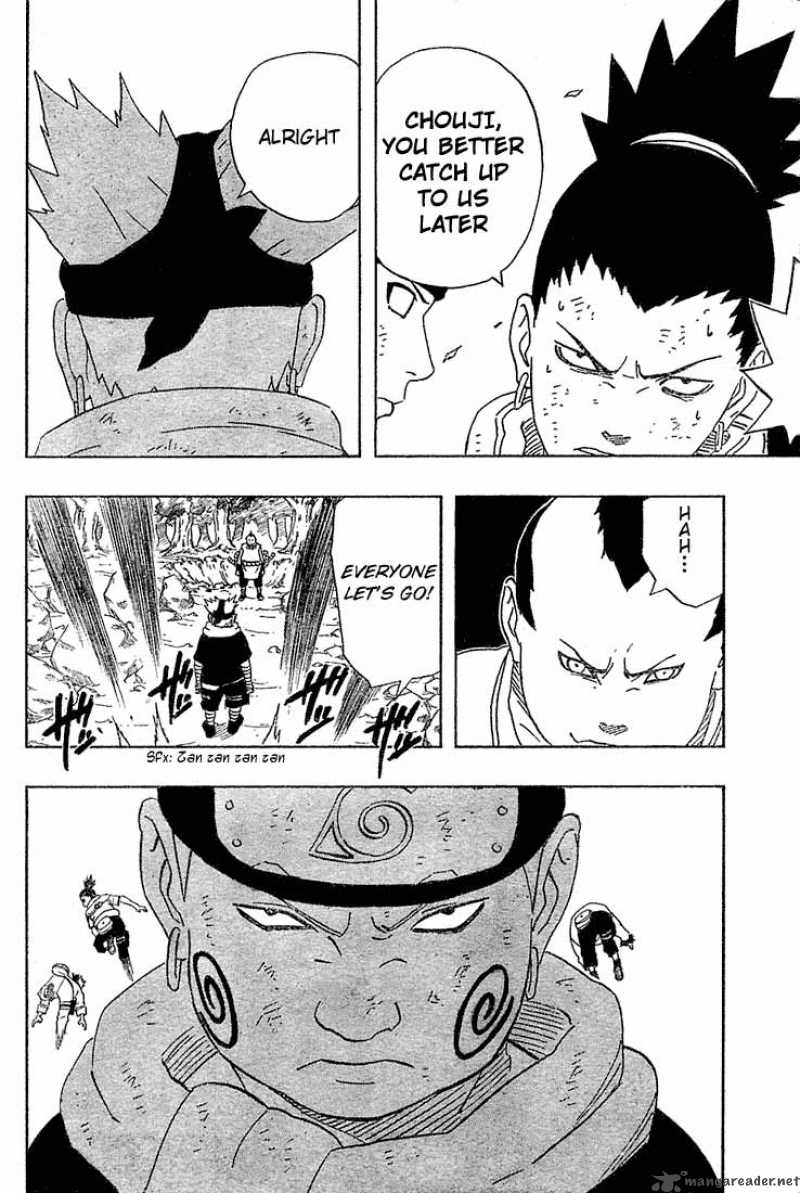 CHOUJI,
YOU BETTER
CATCH UP
TO US
LATER
ALRIGHT
HAH...
EVERYONE
LET'S GO!
Sfx: Zan zan zan zan
mangareader.net